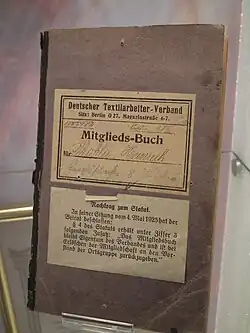 Deutscher Textilarbeiter-Verband
Sitz: Berlin O 27, Magazinstraße 6-7.
Mitglieds-Buch
für
Nachtrag zum Statut.
In seiner Sitzung vom 4. Mai 1925 hat der
Beirat beschlossen:
§ 4 des Statuts erhält unter Ziffer 3
folgenden Zusatz: „Das Mitgliedsbuch
bleibt Eigentum des Verbandes und ist bei
Erlöschen der Mitgliedschaft an den Vor-
stand der Ortsgruppe zurückzugeben."